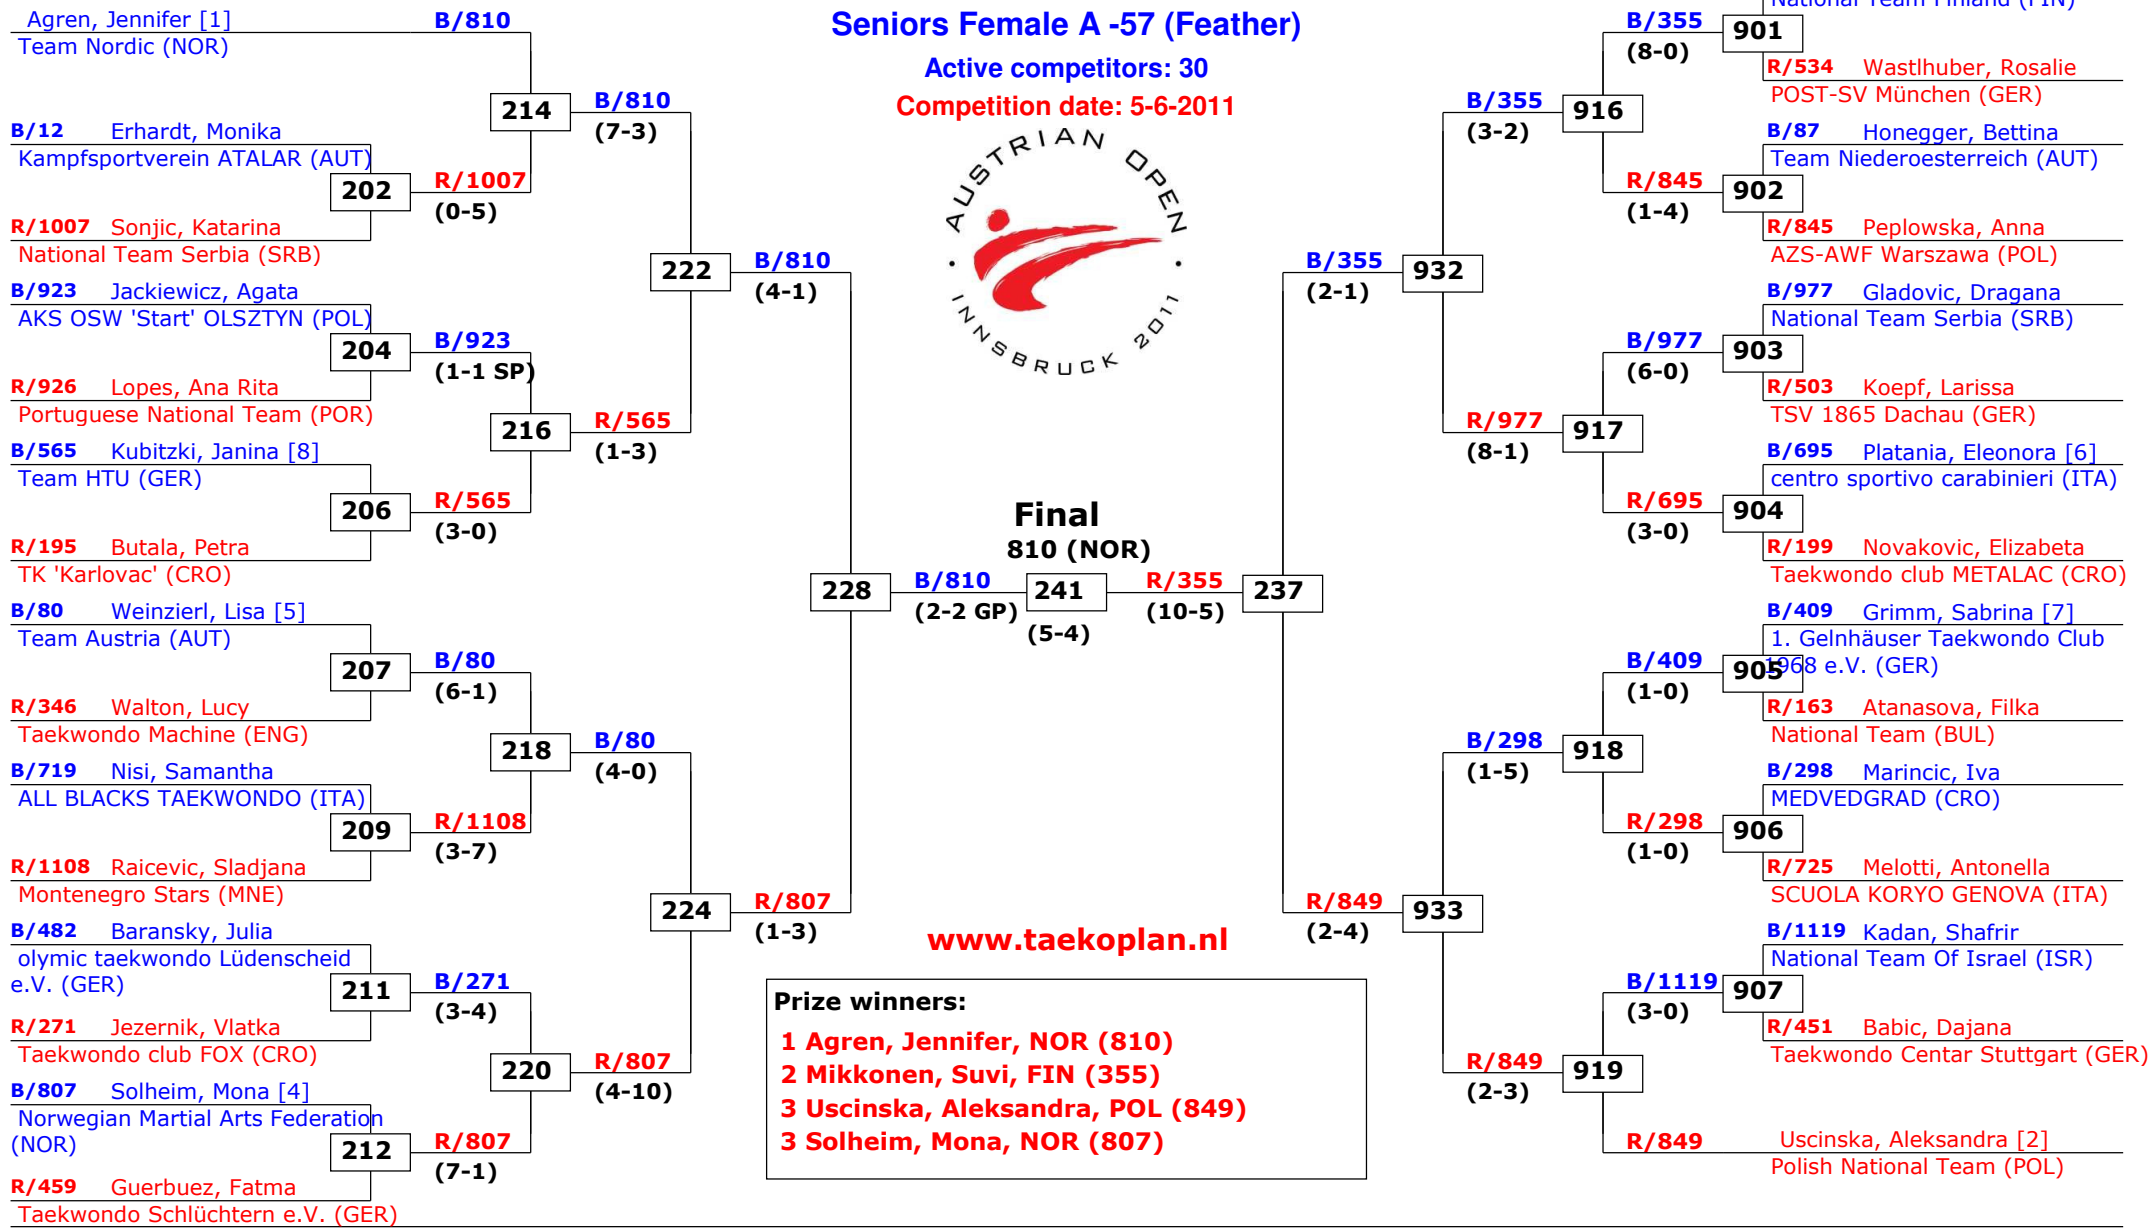 Seniors Female A -57 (Feather)
Active competitors: 30
Competition date: 5-6-2011
AUSTRIAN OPEN
INNSBRUCK 2011
Agren, Jennifer [1]
Team Nordic (NOR)
B/12 Erhardt, Monika
Kampfsportverein ATALAR (AUT)
R/1007 Sonjic, Katarina
National Team Serbia (SRB)
B/923 Jackiewicz, Agata
AKS OSW 'Start' OLSZTYN (POL)
R/926 Lopes, Ana Rita
Portuguese National Team (POR)
B/565 Kubitzki, Janina [8]
Team HTU (GER)
R/195 Butala, Petra
TK 'Karlovac' (CRO)
B/80 Weinzierl, Lisa [5]
Team Austria (AUT)
R/346 Walton, Lucy
Taekwondo Machine (ENG)
B/719 Nisi, Samantha
ALL BLACKS TAEKWONDO (ITA)
R/1108 Raicevic, Sladjana
Montenegro Stars (MNE)
B/482 Baransky, Julia
olymic taekwondo Lüdenscheid
e.V. (GER)
R/271 Jezernik, Vlatka
Taekwondo club FOX (CRO)
B/807 Solheim, Mona [4]
Norwegian Martial Arts Federation
(NOR)
R/459 Guerbuez, Fatma
Taekwondo Schlüchtern e.V. (GER)
202
204
206
207
209
211
212
B/810
R/1007
(0-5)
B/923
(1-1 SP)
R/565
(3-0)
B/80
(6-1)
R/1108
(3-7)
B/271
(3-4)
R/807
(7-1)
214
216
218
220
B/810
(7-3)
R/565
(1-3)
B/80
(4-0)
R/807
(4-10)
222
224
B/810
(4-1)
R/807
(1-3)
228
B/810
(2-2 GP)
Final
810 (NOR)
241
(5-4)
R/355
(10-5)
237
B/355
(2-1)
R/849
(2-4)
932
933
B/355
(3-2)
R/977
(8-1)
B/298
(1-5)
R/849
(2-3)
916
917
918
919
B/355
(8-0)
R/845
(1-4)
B/977
(6-0)
R/695
(3-0)
B/409
(1-0)
R/298
(1-0)
B/1119
(3-0)
R/849
901
902
903
904
905
906
907
National Team Finland (FIN)
R/534 Wastlhuber, Rosalie
POST-SV München (GER)
B/87 Honegger, Bettina
Team Niederoesterreich (AUT)
R/845 Peplowska, Anna
AZS-AWF Warszawa (POL)
B/977 Gladovic, Dragana
National Team Serbia (SRB)
R/503 Koepf, Larissa
TSV 1865 Dachau (GER)
B/695 Platania, Eleonora [6]
centro sportivo carabinieri (ITA)
R/199 Novakovic, Elizabeta
Taekwondo club METALAC (CRO)
B/409 Grimm, Sabrina [7]
1. Gelnhäuser Taekwondo Club
1968 e.V. (GER)
R/163 Atanasova, Filka
National Team (BUL)
B/298 Marincic, Iva
MEDVEDGRAD (CRO)
R/725 Melotti, Antonella
SCUOLA KORYO GENOVA (ITA)
B/1119 Kadan, Shafrir
National Team Of Israel (ISR)
R/451 Babic, Dajana
Taekwondo Centar Stuttgart (GER)
Uscinska, Aleksandra [2]
Polish National Team (POL)
www.taekoplan.nl
Prize winners:
1 Agren, Jennifer, NOR (810)
2 Mikkonen, Suvi, FIN (355)
3 Uscinska, Aleksandra, POL (849)
3 Solheim, Mona, NOR (807)